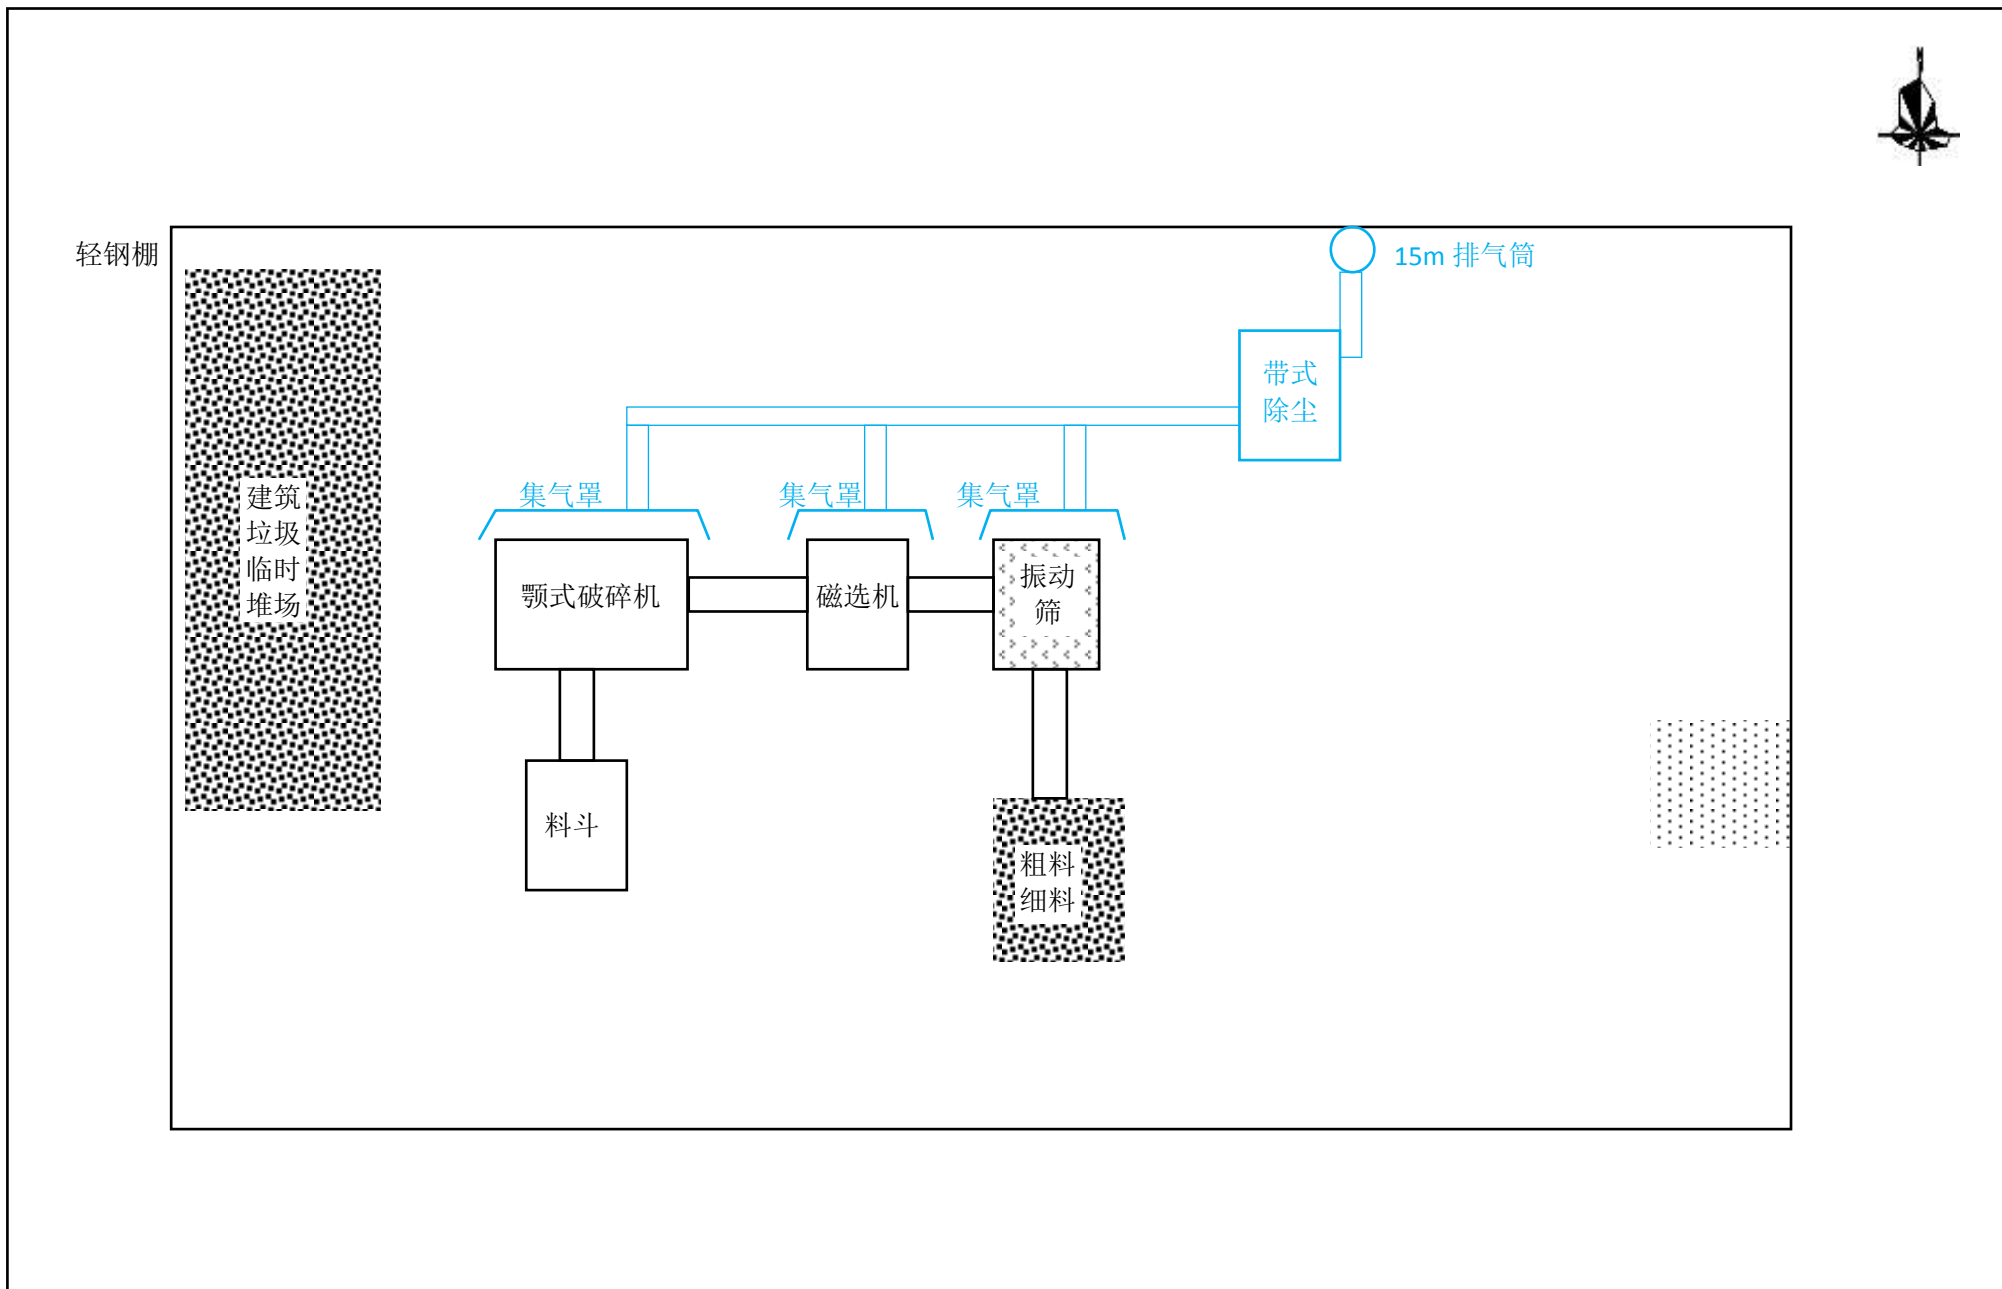 N
轻钢棚
15m 排气筒
带式
除尘
集气罩
集气罩
集气罩
建筑
垃圾
临时
堆场
颚式破碎机
磁选机
振动
筛
料斗
粗料
细料